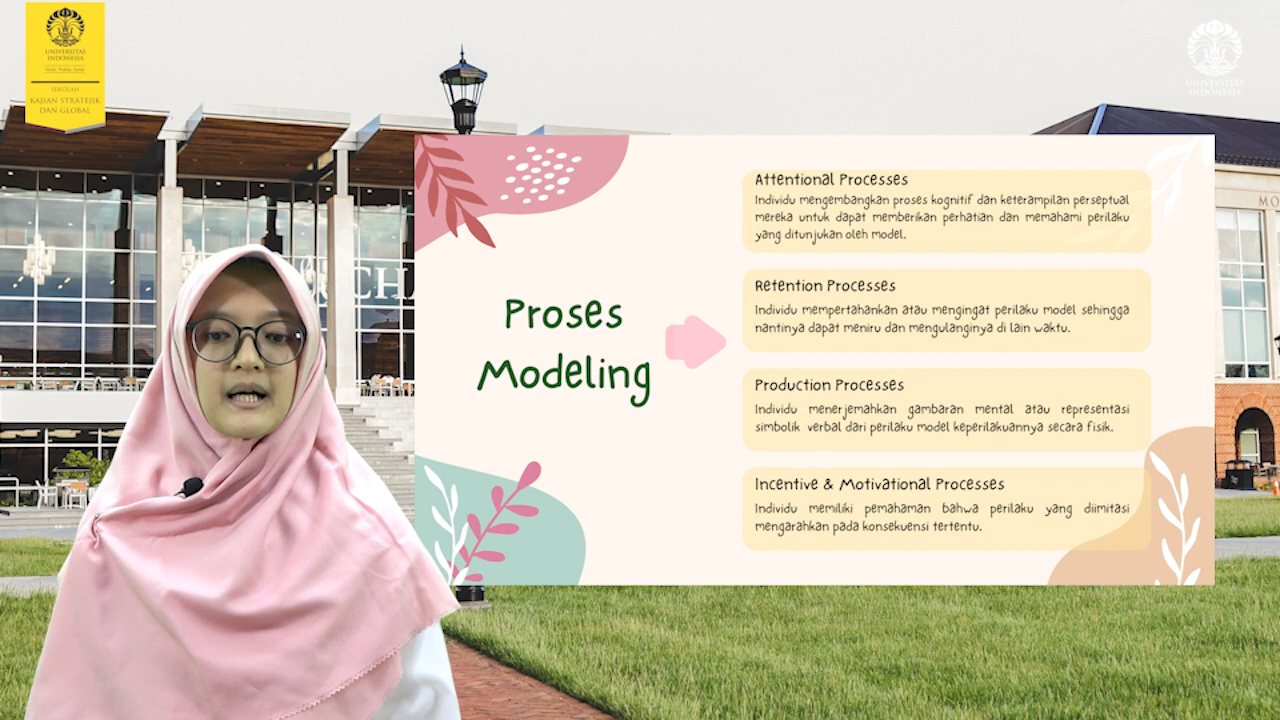 UNIVERSITAS
INDONESIA
SEKOLAH
KAJIAN STRATEJIK
DAN GLOBAL
UNIVERSITAS
INDONESIA
CHA
MO
Proses
Modeling
Attentional Processes
Individu mengembangkan proses kognitif dan keterampilan perseptual
mereka untuk dapat memberikan perhatian dan memahami perilaku
yang ditunjukan oleh model.
Retention Processes
Individu mempertahankan atau mengingat perilaku model sehingga
nantinya dapat meniru dan mengulanginya di lain waktu.
Production Processes
Individu menerjemahkan gambaran mental atau representasi
simbolik verbal dari perilaku model keperilakuannya secara fisik.
Incentive & Motivational Processes
Individu memiliki pemahaman bahwa perilaku yang diimitasi
mengarahkan pada konsekuensi tertentu.